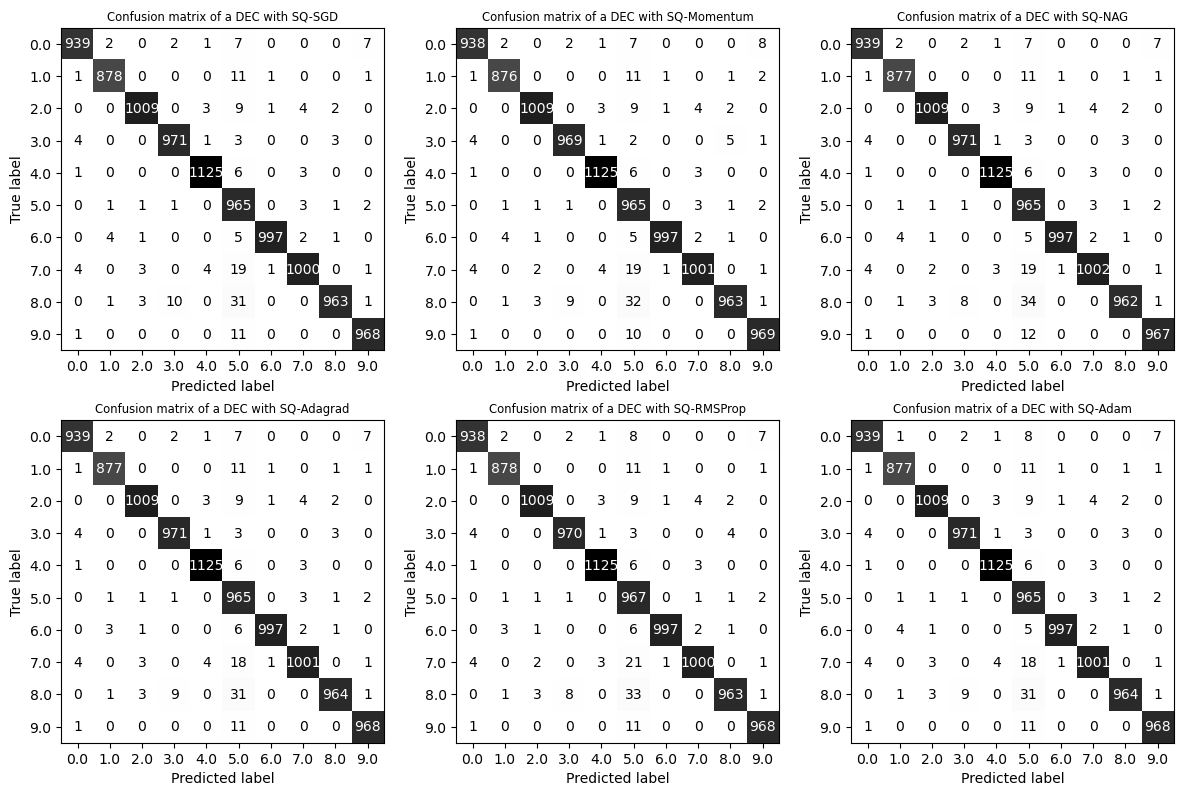 Confusion matrix of a DEC with SQ-SGD
0.0 939 2 0 2 1 7 0 0 0 7
1.0 1 878 0 0 0 11 1 0 0 1
2.0 0 0 1009 0 3 9 1 4 2 0
3.0 4 0 0 971 1 3 0 0 3 0
4.0 1 0 0 0 1125 6 0 3 0 0
5.0 0 1 1 1 0 965 0 3 1 2
6.0 0 4 1 0 0 5 997 2 1 0
7.0 4 0 3 0 4 19 1 1000 0 1
8.0 0 1 3 10 0 31 0 0 963 1
9.0 1 0 0 0 0 11 0 0 0 968
0.0 1.0 2.0 3.0 4.0 5.0 6.0 7.0 8.0 9.0
Predicted label
True label
Confusion matrix of a DEC with SQ-Momentum
0.0 938 2 0 2 1 7 0 0 0 8
1.0 1 876 0 0 0 11 1 0 1 2
2.0 0 0 1009 0 3 9 1 4 2 0
3.0 4 0 0 969 1 2 0 0 5 1
4.0 1 0 0 0 1125 6 0 3 0 0
5.0 0 1 1 1 0 965 0 3 1 2
6.0 0 4 1 0 0 5 997 2 1 0
7.0 4 0 2 0 4 19 1 1001 0 1
8.0 0 1 3 9 0 32 0 0 963 1
9.0 1 0 0 0 0 10 0 0 0 969
0.0 1.0 2.0 3.0 4.0 5.0 6.0 7.0 8.0 9.0
Predicted label
True label
Confusion matrix of a DEC with SQ-NAG
0.0 939 2 0 2 1 7 0 0 0 7
1.0 1 877 0 0 0 11 1 0 1 1
2.0 0 0 1009 0 3 9 1 4 2 0
3.0 4 0 0 971 1 3 0 0 3 0
4.0 1 0 0 0 1125 6 0 3 0 0
5.0 0 1 1 1 0 965 0 3 1 2
6.0 0 4 1 0 0 5 997 2 1 0
7.0 4 0 2 0 3 19 1 1002 0 1
8.0 0 1 3 8 0 34 0 0 962 1
9.0 1 0 0 0 0 12 0 0 0 967
0.0 1.0 2.0 3.0 4.0 5.0 6.0 7.0 8.0 9.0
Predicted label
True label
Confusion matrix of a DEC with SQ-Adagrad
0.0 939 2 0 2 1 7 0 0 0 7
1.0 1 877 0 0 0 11 1 0 1 1
2.0 0 0 1009 0 3 9 1 4 2 0
3.0 4 0 0 971 1 3 0 0 3 0
4.0 1 0 0 0 1125 6 0 3 0 0
5.0 0 1 1 1 0 965 0 3 1 2
6.0 0 3 1 0 0 6 997 2 1 0
7.0 4 0 3 0 4 18 1 1001 0 1
8.0 0 1 3 9 0 31 0 0 964 1
9.0 1 0 0 0 0 11 0 0 0 968
0.0 1.0 2.0 3.0 4.0 5.0 6.0 7.0 8.0 9.0
Predicted label
True label
Confusion matrix of a DEC with SQ-RMSProp
0.0 938 2 0 2 1 8 0 0 0 7
1.0 1 878 0 0 0 11 1 0 0 1
2.0 0 0 1009 0 3 9 1 4 2 0
3.0 4 0 0 970 1 3 0 0 4 0
4.0 1 0 0 0 1125 6 0 3 0 0
5.0 0 1 1 1 0 967 0 1 1 2
6.0 0 3 1 0 0 6 997 2 1 0
7.0 4 0 2 0 3 21 1 1000 0 1
8.0 0 1 3 8 0 33 0 0 963 1
9.0 1 0 0 0 0 11 0 0 0 968
0.0 1.0 2.0 3.0 4.0 5.0 6.0 7.0 8.0 9.0
Predicted label
True label
Confusion matrix of a DEC with SQ-Adam
0.0 939 1 0 2 1 8 0 0 0 7
1.0 1 877 0 0 0 11 1 0 1 1
2.0 0 0 1009 0 3 9 1 4 2 0
3.0 4 0 0 971 1 3 0 0 3 0
4.0 1 0 0 0 1125 6 0 3 0 0
5.0 0 1 1 1 0 965 0 3 1 2
6.0 0 4 1 0 0 5 997 2 1 0
7.0 4 0 3 0 4 18 1 1001 0 1
8.0 0 1 3 9 0 31 0 0 964 1
9.0 1 0 0 0 0 11 0 0 0 968
0.0 1.0 2.0 3.0 4.0 5.0 6.0 7.0 8.0 9.0
Predicted label
True label